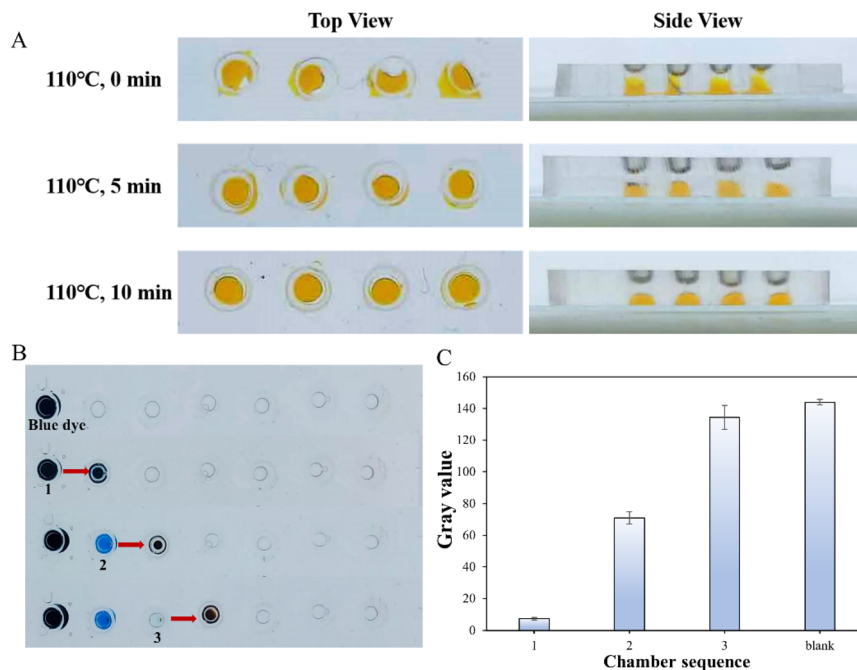 Top View
Side View
A
110°C, 0 min
110°C, 5 min
110°C, 10 min
B
Blue dye
1
2
3
C
160
140
120
100
80
60
40
20
0
Gray value
1 2 3 blank
Chamber sequence